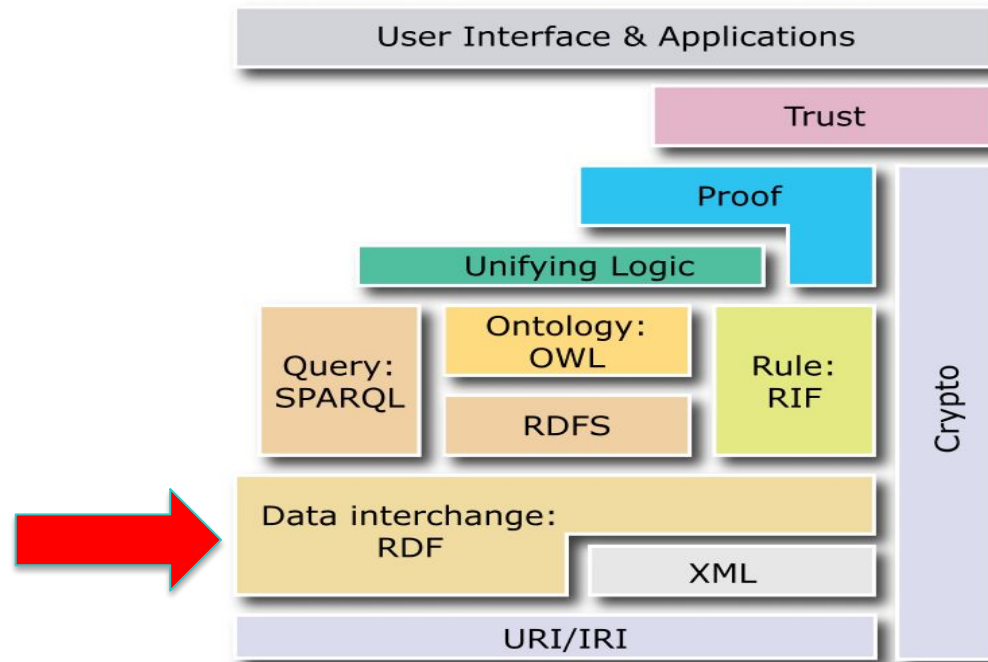 User Interface & Applications
Trust
Proof
Unifying Logic
Query:
SPARQL
Ontology:
OWL
RDFS
Rule:
RIF
Crypto
Data interchange:
RDF
XML
URI/IRI